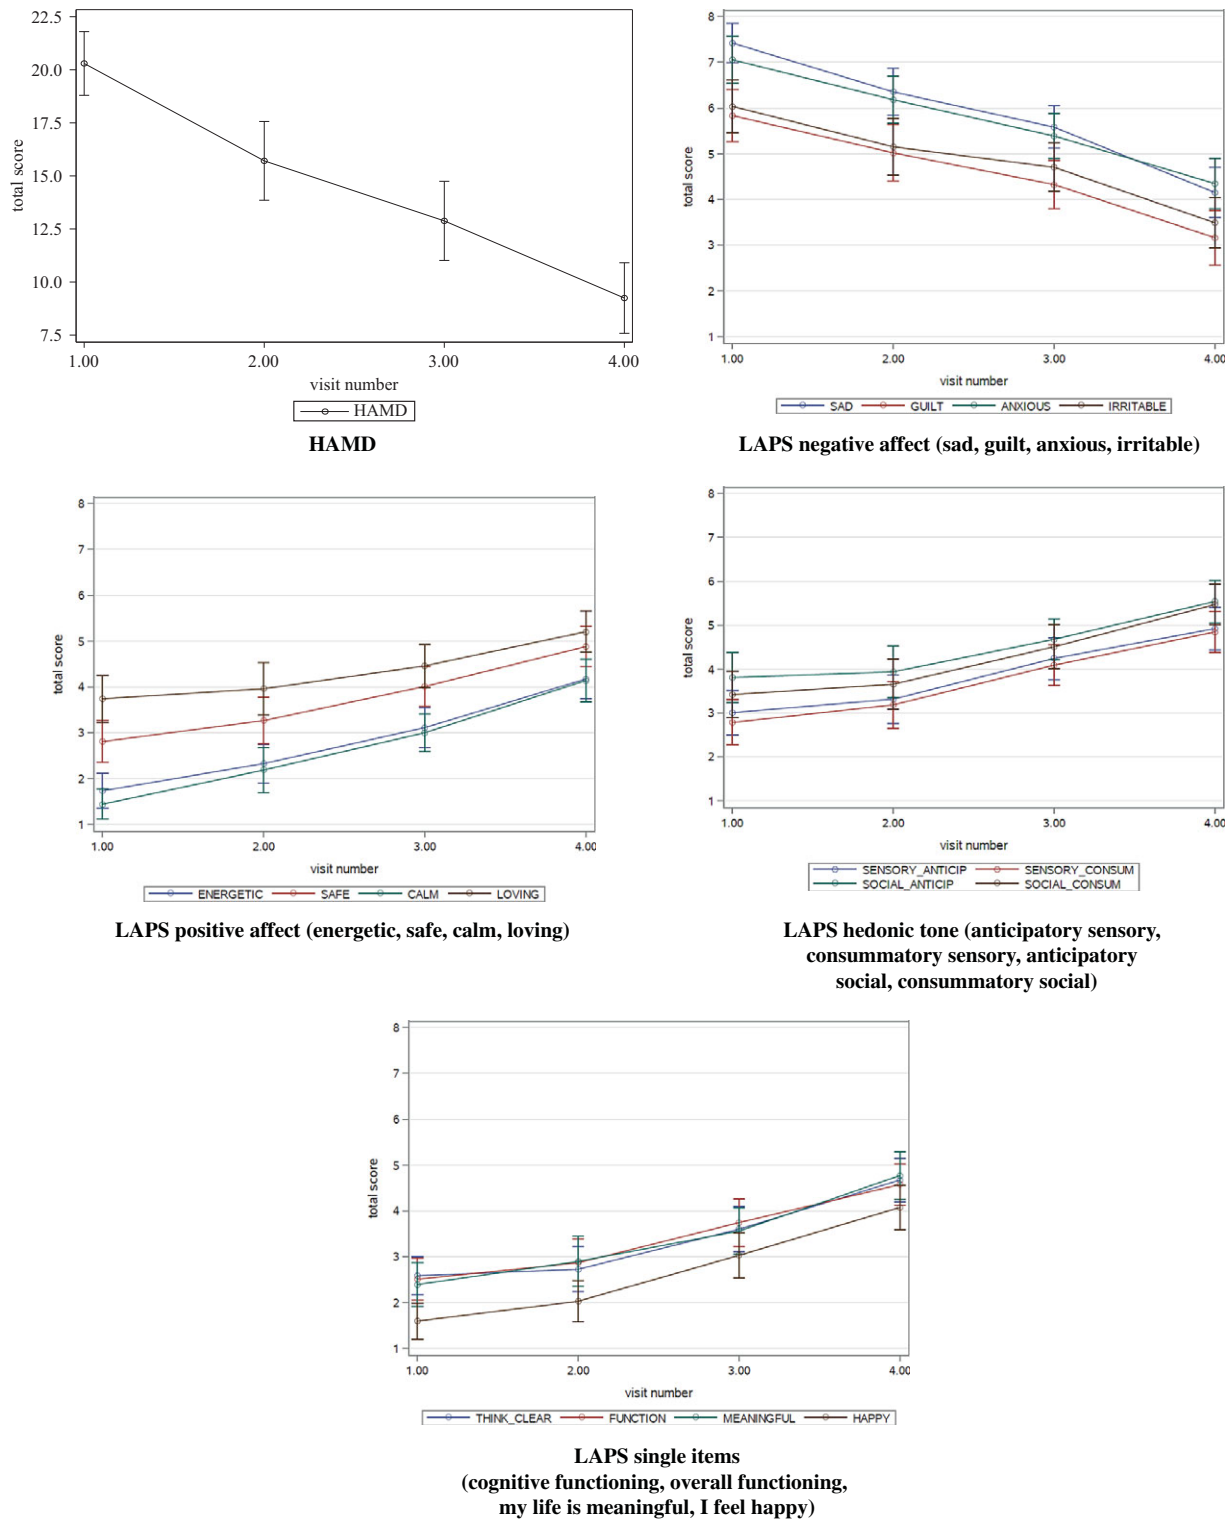 22.5
20.0
17.5
15.0
12.5
10.0
7.5
total score
1.00
2.00
3.00
4.00
visit number
HAMD
HAMD
8
7
6
5
4
3
2
1
total score
1.00
2.00
3.00
4.00
visit number
SAD GUILT ANXIOUS IRRITABLE
LAPS negative affect (sad, guilt, anxious, irritable)
8
7
6
5
4
3
2
1
total score
1.00
2.00
3.00
4.00
visit number
ENERGETIC SAFE CALM LOVING
LAPS positive affect (energetic, safe, calm, loving)
8
7
6
5
4
3
2
1
total score
1.00
2.00
3.00
4.00
visit number
SENSORY_ANTICIP SENSORY_CONSUM
SOCIAL_ANTICIP SOCIAL_CONSUM
LAPS hedonic tone (anticipatory sensory,
consummatory sensory, anticipatory
social, consummatory social)
8
7
6
5
4
3
2
1
total score
1.00
2.00
3.00
4.00
visit number
THINK_CLEAR FUNCTION MEANINGFUL HAPPY
LAPS single items
(cognitive functioning, overall functioning,
my life is meaningful, I feel happy)